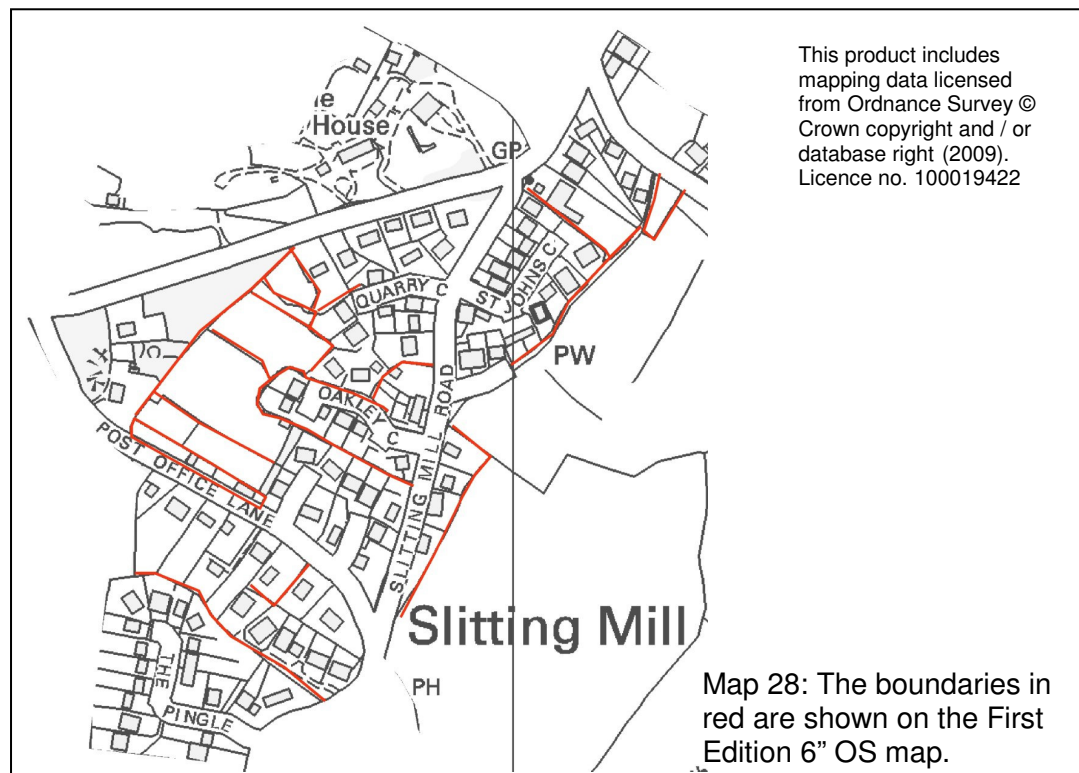 This product includes
mapping data licensed
from Ordnance Survey ©
Crown copyright and / or
database right (2009).
Licence no. 100019422
e
House
GP
QUARRY C
ST JOHNS C
PW
OAKLEY C
POST OFFICE LANE
SLITTING MILL ROAD
Slitting Mill
THE
PINGLE
PH
Map 28: The boundaries in
red are shown on the First
Edition 6” OS map.